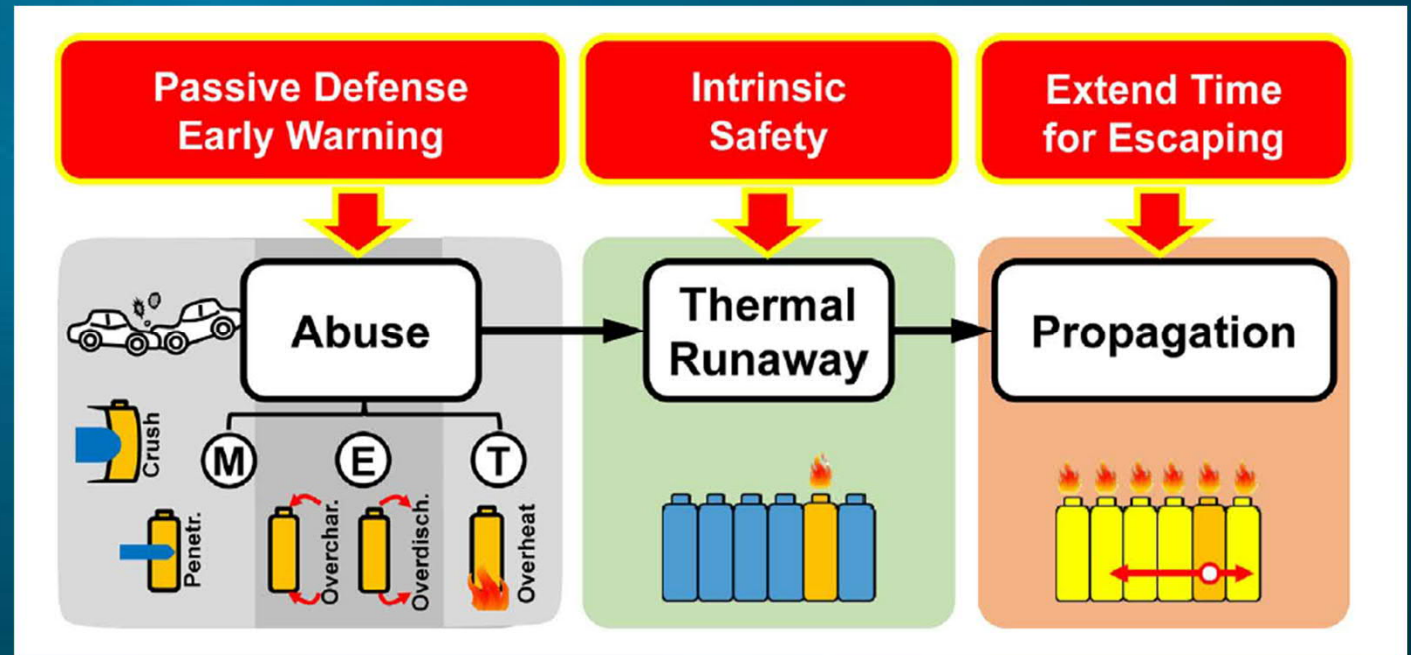 Passive Defense
Early Warning
Intrinsic
Safety
Extend Time
for Escaping
Abuse
Thermal
Runaway
Propagation
M
E
T
Crush
Penetr.
Overchar.
Overdisch.
Overheat